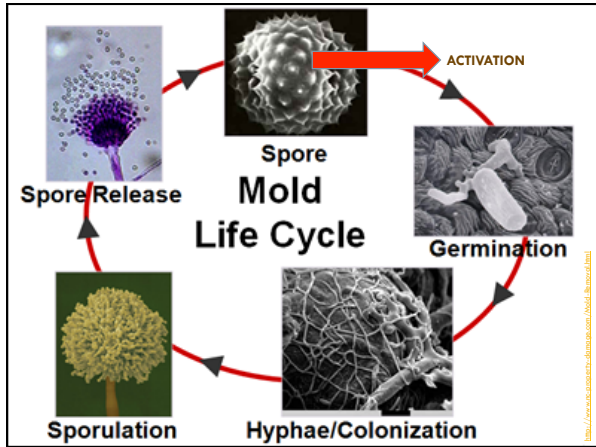 ACTIVATION
Spore
Spore Release
Mold
Life Cycle
Germination
Sporulation
Hyphae/Colonization